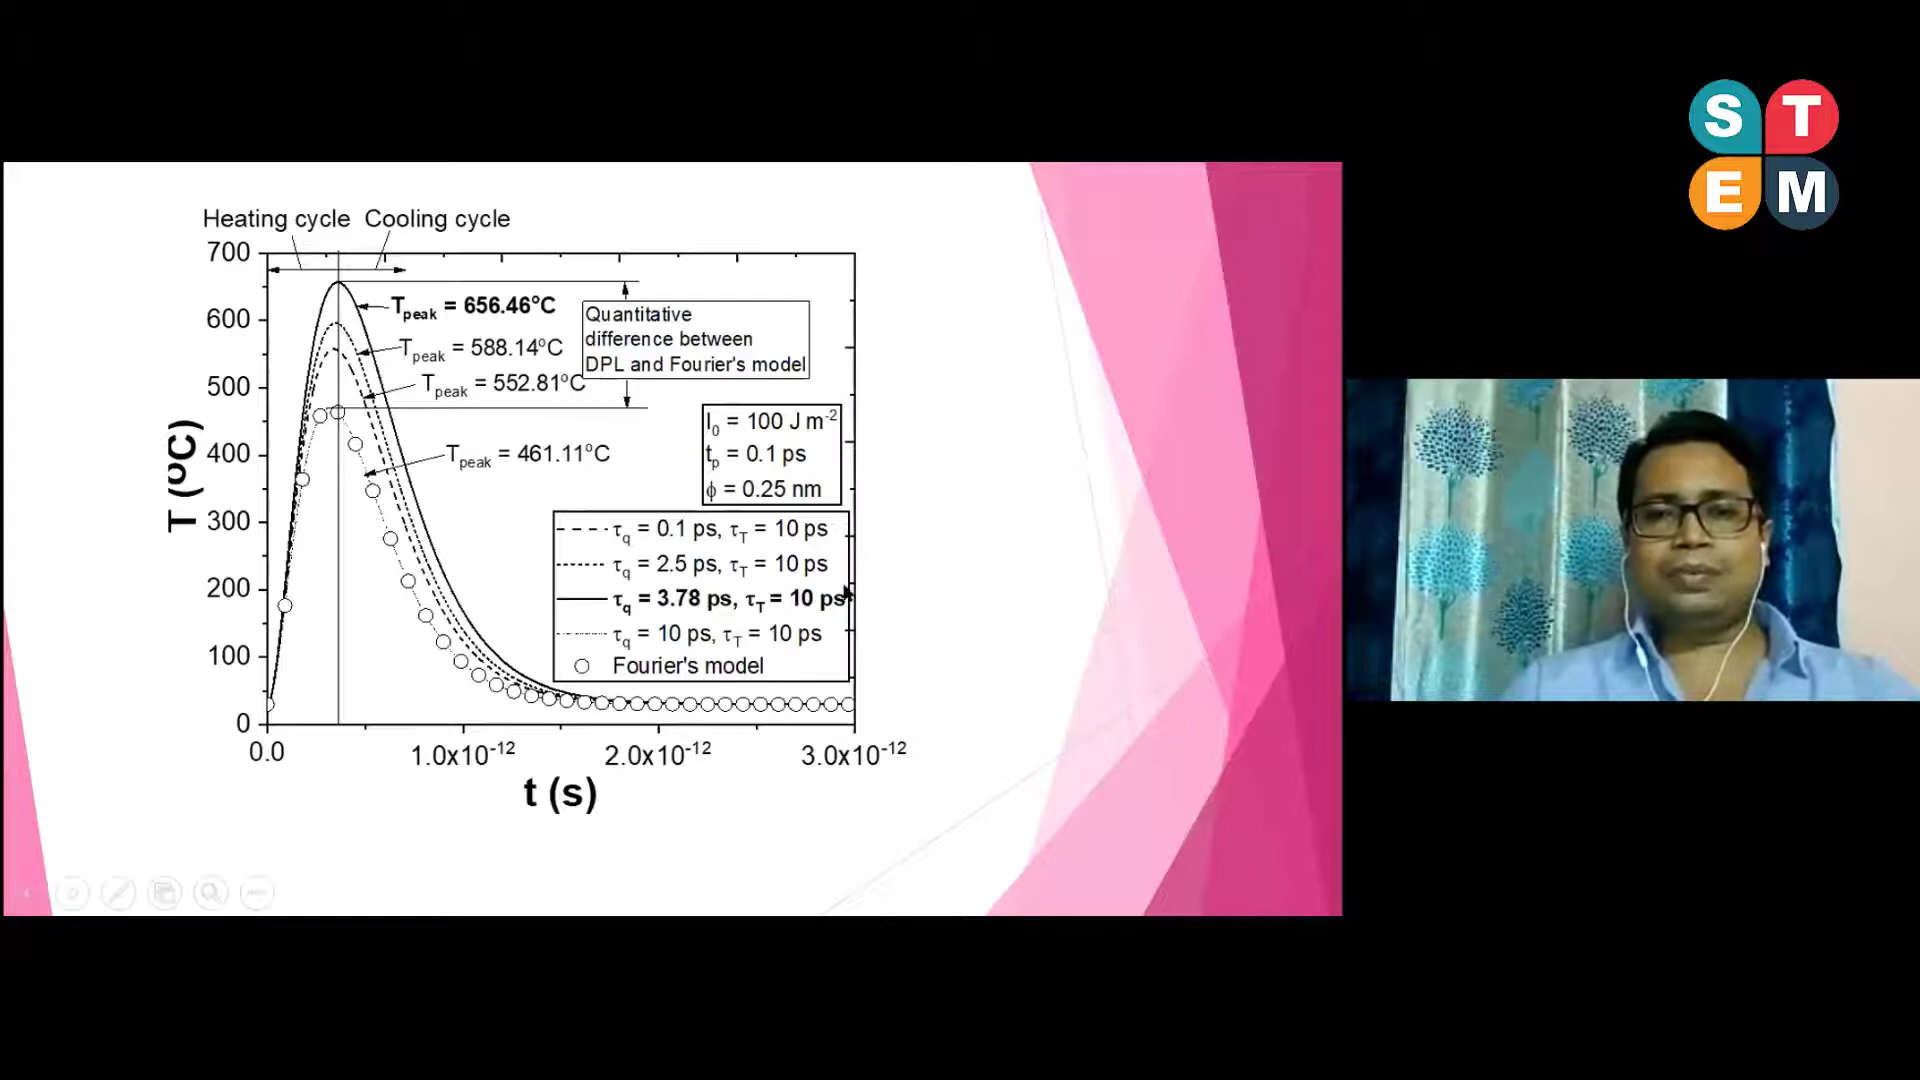 S T
E M
Heating cycle Cooling cycle
700
600
500
400
300
200
100
0
T (°C)
T_peak = 656.46°C
T_peak = 588.14°C
T_peak = 552.81°C
T_peak = 461.11°C
Quantitative
difference between
DPL and Fourier's model
I₀ = 100 J m⁻²
t_p = 0.1 ps
ϕ = 0.25 nm
τ_q = 0.1 ps, τ_T = 10 ps
τ_q = 2.5 ps, τ_T = 10 ps
τ_q = 3.78 ps, τ_T = 10 ps
τ_q = 10 ps, τ_T = 10 ps
Fourier's model
0.0 1.0x10⁻¹² 2.0x10⁻¹² 3.0x10⁻¹²
t (s)